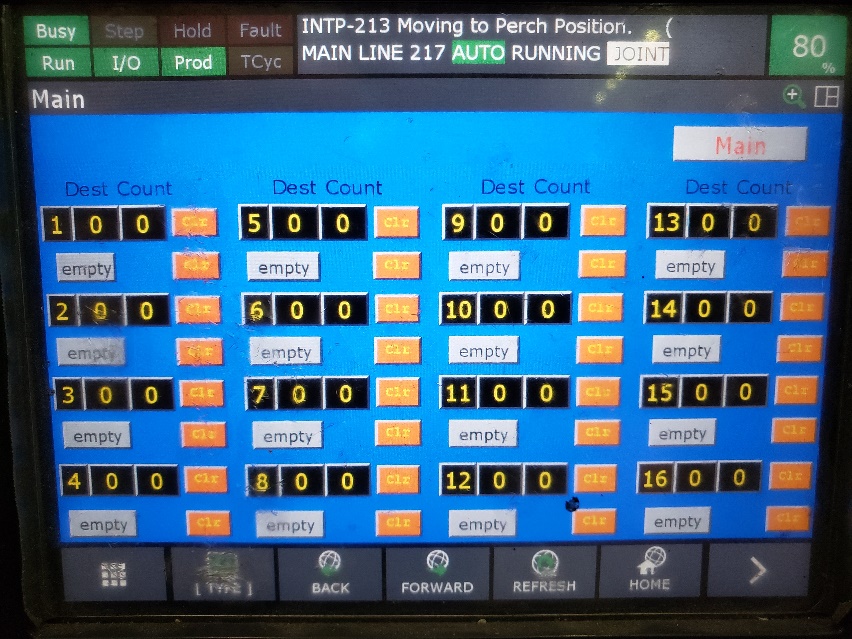 Busy Step Hold Fault INTP-213 Moving to Perch Position. (
Run I/O Prod TCyc MAIN LINE 217 AUTO RUNNING JOINT 80 %
Main
Main
Dest Count Dest Count Dest Count Dest Count
1 0 0 Clr 5 0 0 Clr 9 0 0 Clr 13 0 0 Clr
empty Clr empty Clr empty Clr empty Clr
2 0 0 Clr 6 0 0 Clr 10 0 0 Clr 14 0 0 Clr
empty Clr empty Clr empty Clr empty Clr
3 0 0 Clr 7 0 0 Clr 11 0 0 Clr 15 0 0 Clr
empty Clr empty Clr empty Clr empty Clr
4 0 0 Clr 8 0 0 Clr 12 0 0 Clr 16 0 0 Clr
empty Clr empty Clr empty Clr empty Clr
[ TYPE ] BACK FORWARD REFRESH HOME